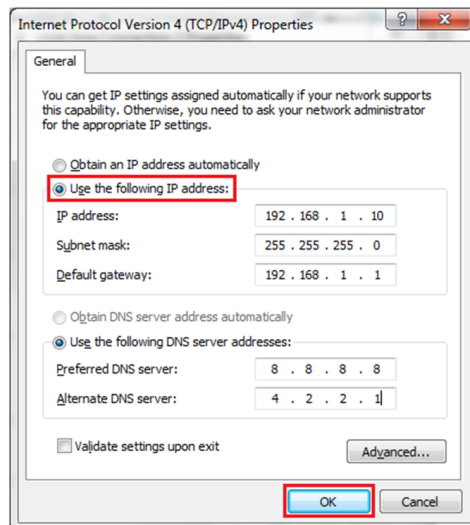 Internet Protocol Version 4 (TCP/IPv4) Properties
?
X
General
You can get IP settings assigned automatically if your network supports
this capability. Otherwise, you need to ask your network administrator
for the appropriate IP settings.
Obtain an IP address automatically
Use the following IP address:
IP address: 192 . 168 . 1 . 10
Subnet mask: 255 . 255 . 255 . 0
Default gateway: 192 . 168 . 1 . 1
Obtain DNS server address automatically
Use the following DNS server addresses:
Preferred DNS server: 8 . 8 . 8 . 8
Alternate DNS server: 4 . 2 . 2 . 1
Validate settings upon exit
Advanced...
OK
Cancel